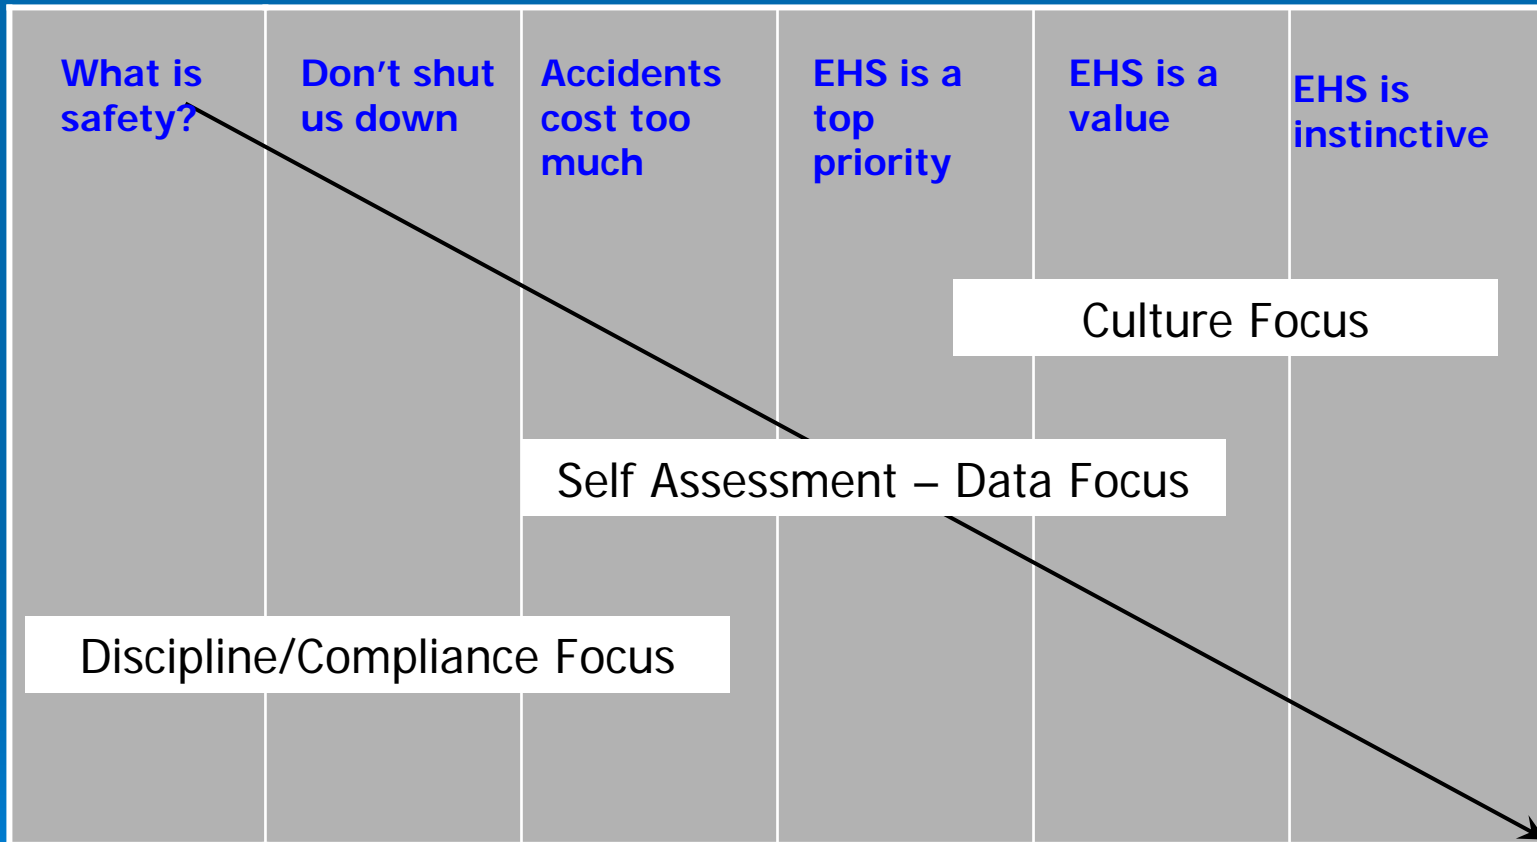 What is
safety?
Don't shut
us down
Accidents
cost too
much
EHS is a
top
priority
EHS is a
value
EHS is
instinctive
Culture Focus
Self Assessment – Data Focus
Discipline/Compliance Focus